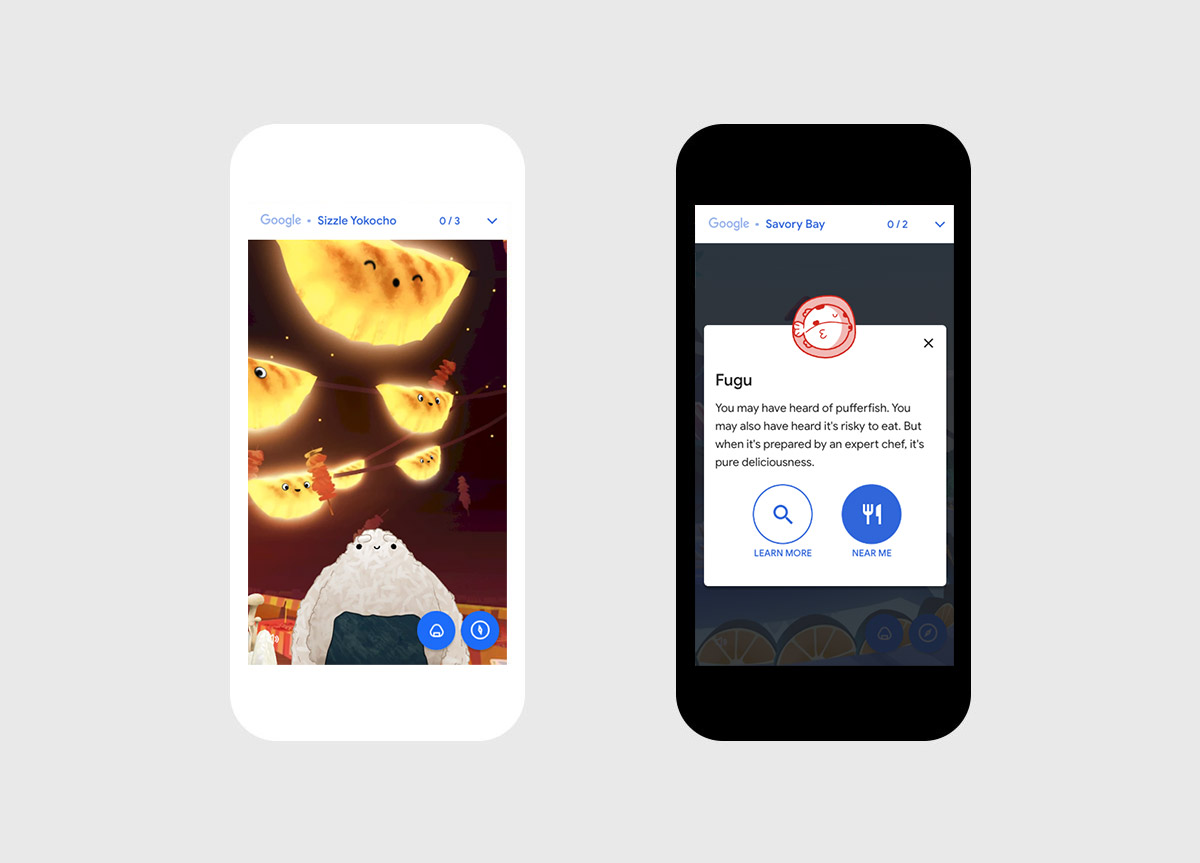 Google • Sizzle Yokocho 0 / 3
Google • Savory Bay 0 / 2
Fugu
You may have heard of pufferfish. You
may also have heard it's risky to eat. But
when it's prepared by an expert chef, it's
pure deliciousness.
LEARN MORE NEAR ME